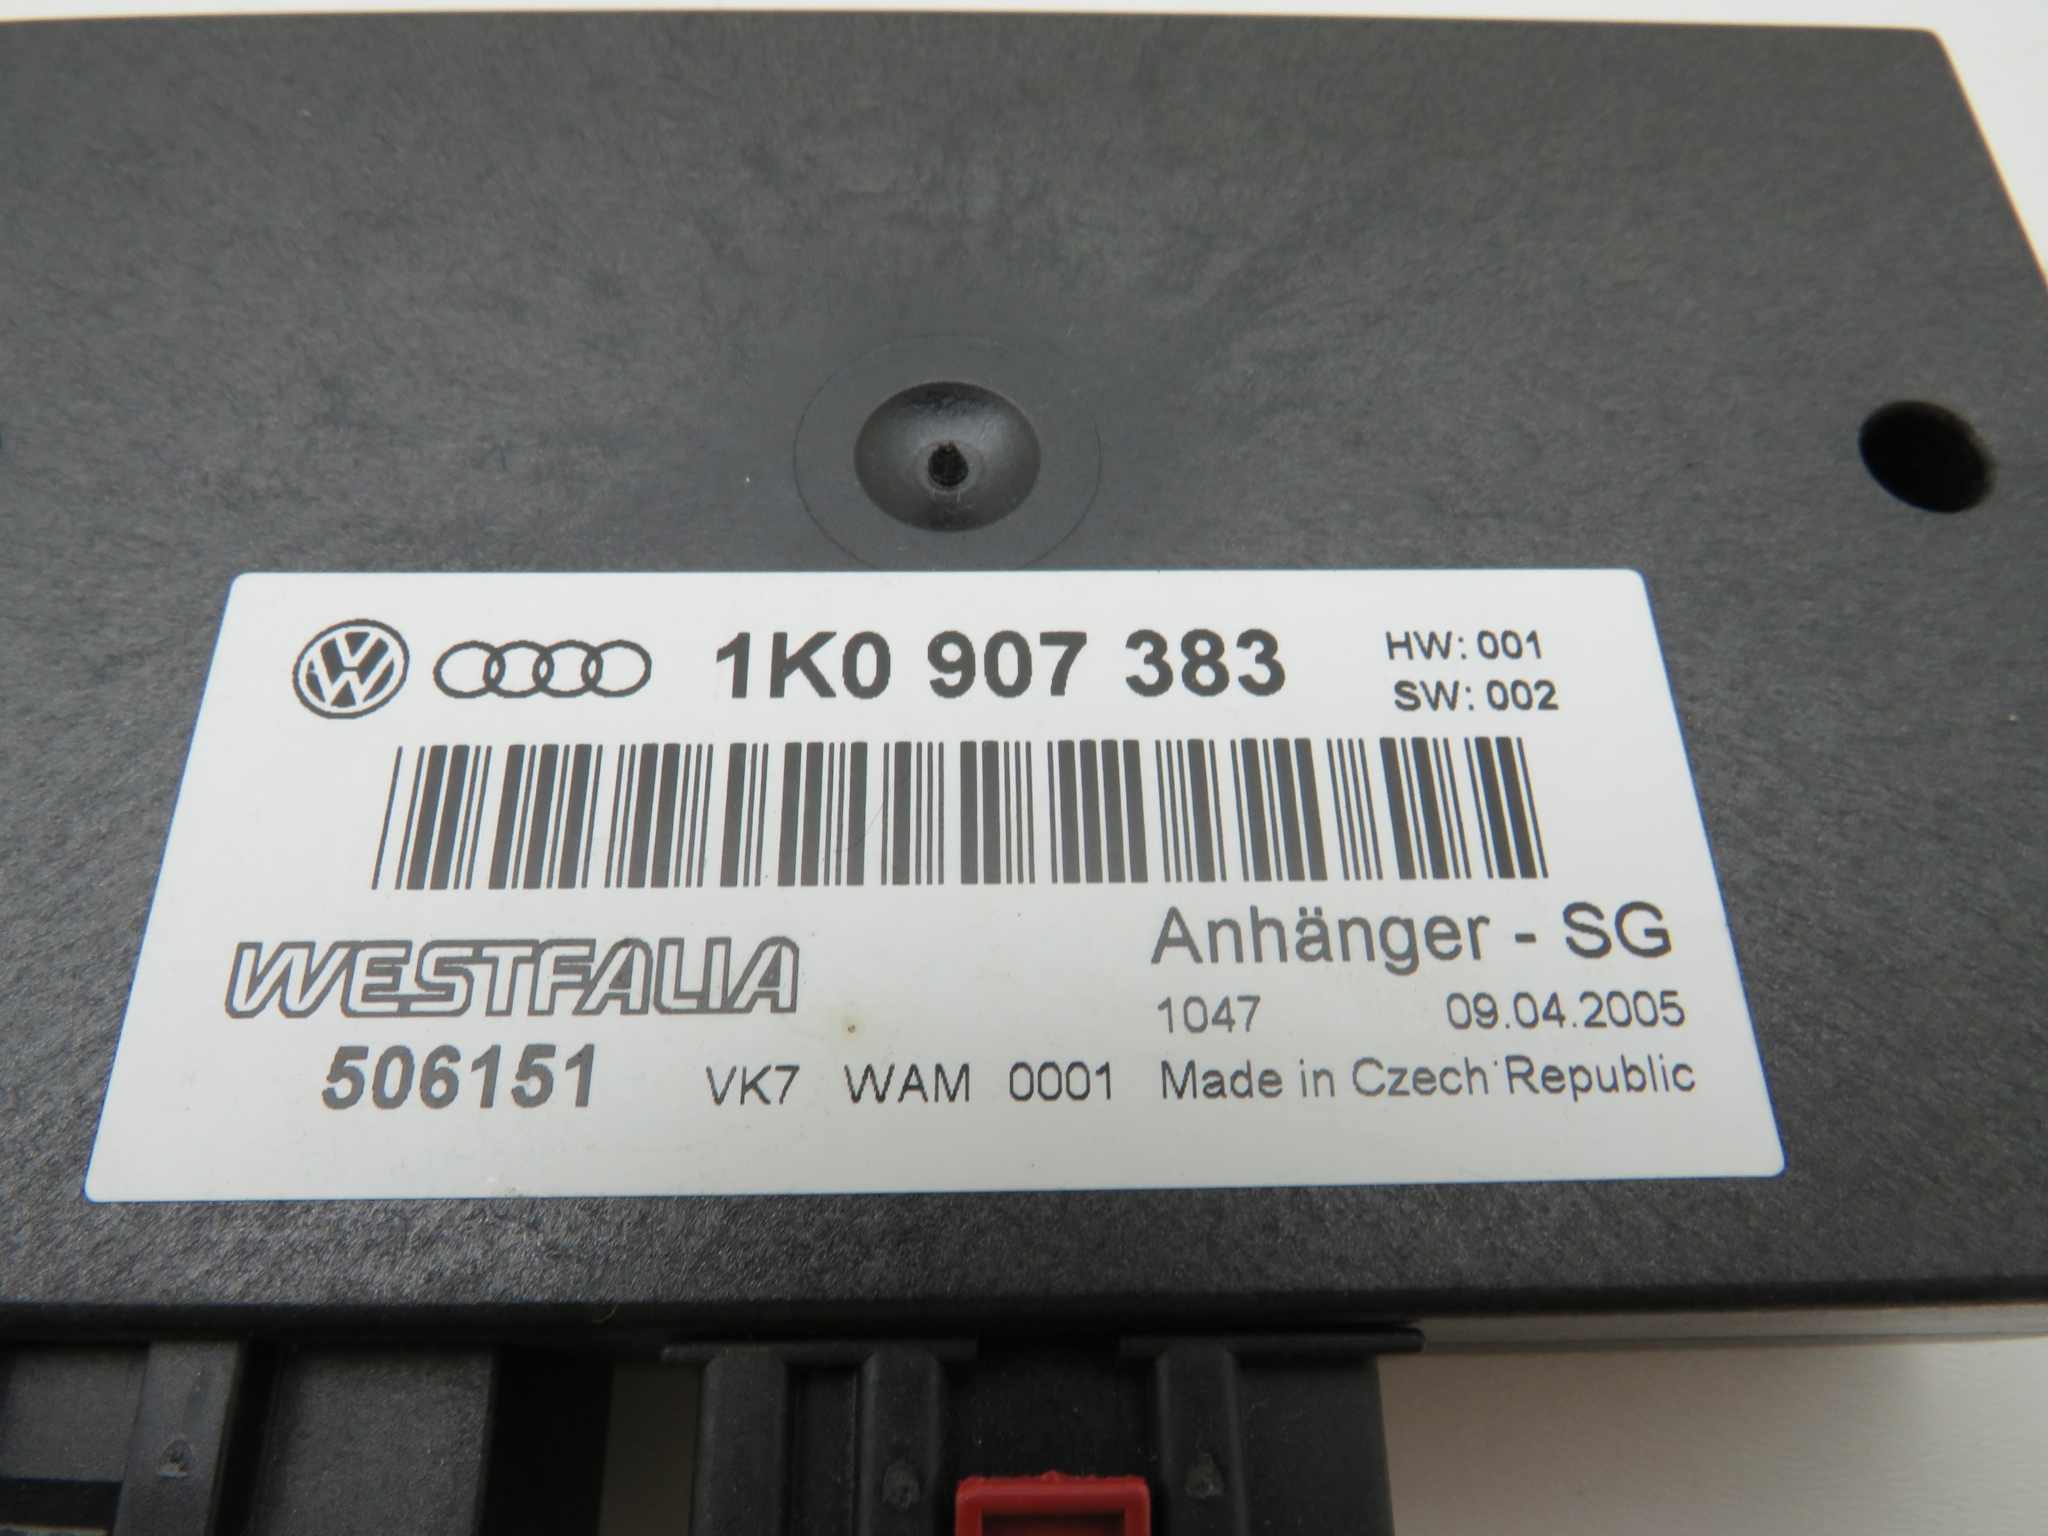 1K0 907 383 HW: 001
SW: 002
WESTFALIA Anhänger - SG
1047 09.04.2005
506151 VK7 WAM 0001 Made in Czech Republic